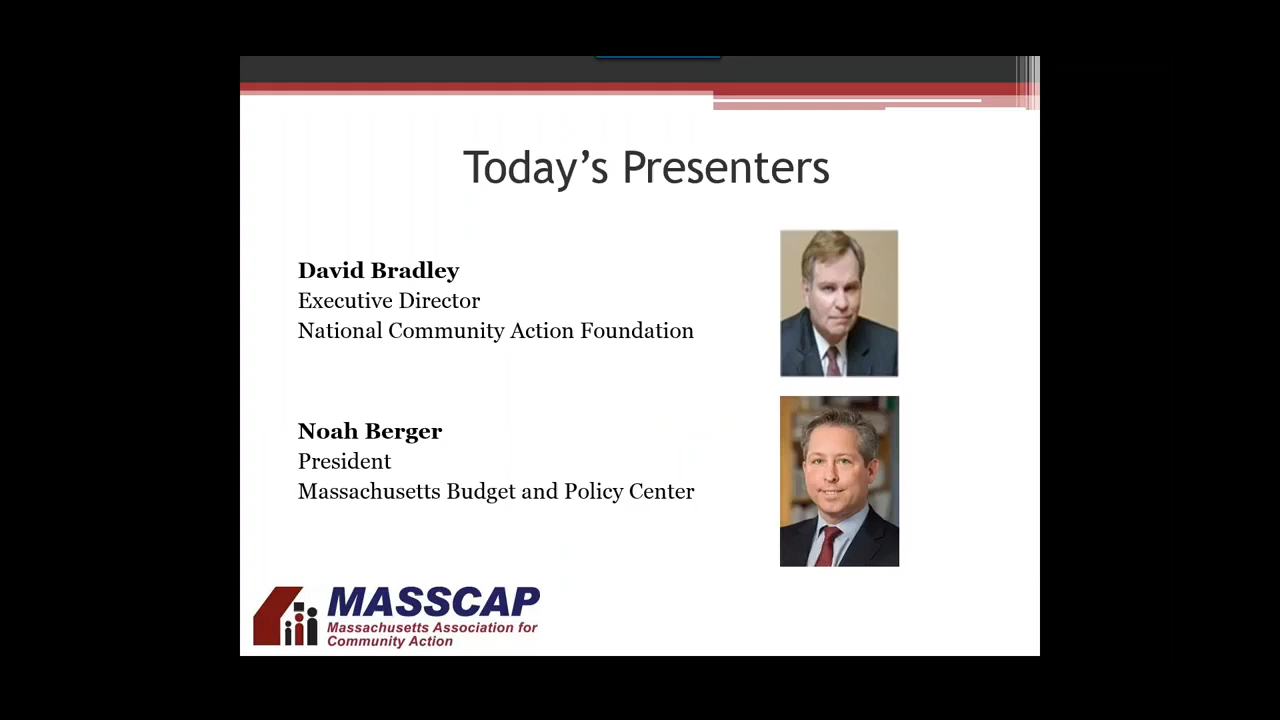 Today’s Presenters
David Bradley
Executive Director
National Community Action Foundation
Noah Berger
President
Massachusetts Budget and Policy Center
MASSCAP
Massachusetts Association for
Community Action